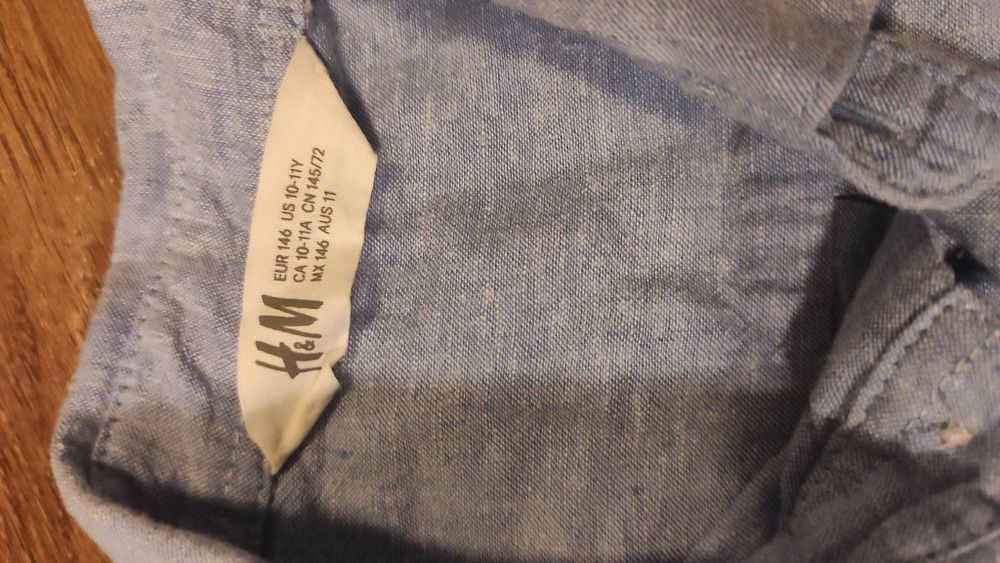 H&M
EUR 146 US 10-11Y
CA 10-11A CN 145/72
MX 146 AUS 11